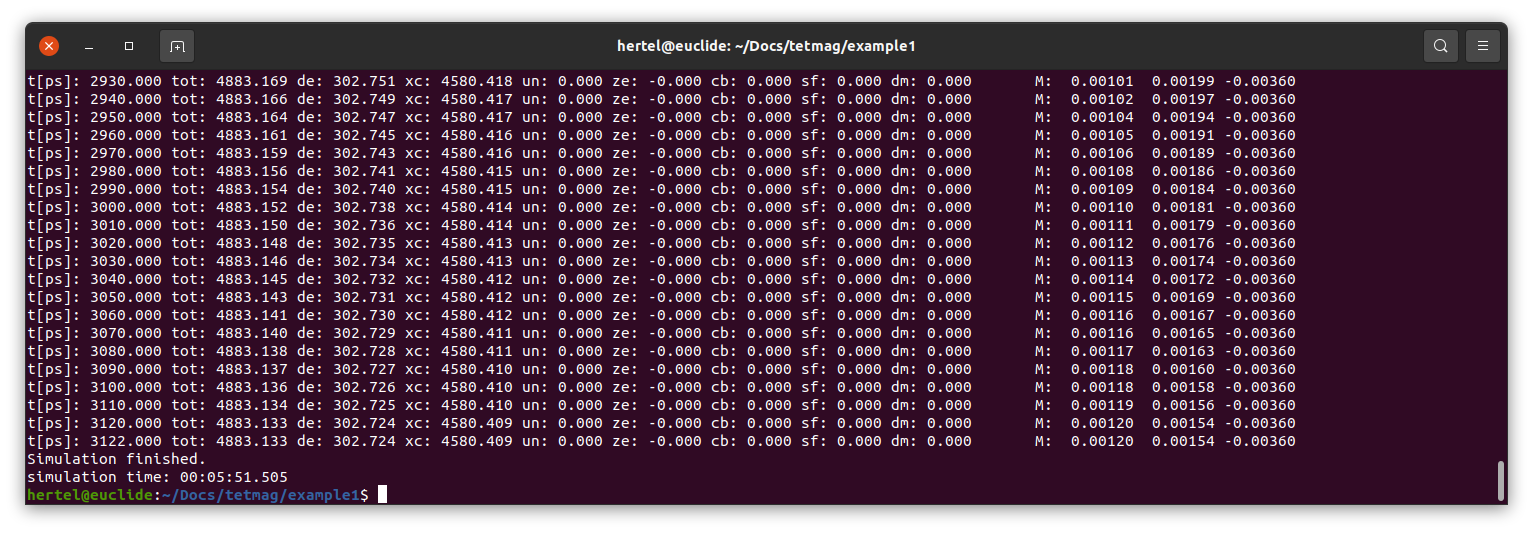 hertel@euclide: ~/Docs/tetmag/example1
t[ps]: 2930.000 tot: 4883.169 de: 302.751 xc: 4580.418 un: 0.000 ze: -0.000 cb: 0.000 sf: 0.000 dm: 0.000 M: 0.00101 0.00199 -0.00360
t[ps]: 2940.000 tot: 4883.166 de: 302.749 xc: 4580.417 un: 0.000 ze: -0.000 cb: 0.000 sf: 0.000 dm: 0.000 M: 0.00102 0.00197 -0.00360
t[ps]: 2950.000 tot: 4883.164 de: 302.747 xc: 4580.417 un: 0.000 ze: -0.000 cb: 0.000 sf: 0.000 dm: 0.000 M: 0.00104 0.00194 -0.00360
t[ps]: 2960.000 tot: 4883.161 de: 302.745 xc: 4580.416 un: 0.000 ze: -0.000 cb: 0.000 sf: 0.000 dm: 0.000 M: 0.00105 0.00191 -0.00360
t[ps]: 2970.000 tot: 4883.159 de: 302.743 xc: 4580.416 un: 0.000 ze: -0.000 cb: 0.000 sf: 0.000 dm: 0.000 M: 0.00106 0.00189 -0.00360
t[ps]: 2980.000 tot: 4883.156 de: 302.741 xc: 4580.415 un: 0.000 ze: -0.000 cb: 0.000 sf: 0.000 dm: 0.000 M: 0.00108 0.00186 -0.00360
t[ps]: 2990.000 tot: 4883.154 de: 302.740 xc: 4580.415 un: 0.000 ze: -0.000 cb: 0.000 sf: 0.000 dm: 0.000 M: 0.00109 0.00184 -0.00360
t[ps]: 3000.000 tot: 4883.152 de: 302.738 xc: 4580.414 un: 0.000 ze: -0.000 cb: 0.000 sf: 0.000 dm: 0.000 M: 0.00110 0.00181 -0.00360
t[ps]: 3010.000 tot: 4883.150 de: 302.736 xc: 4580.414 un: 0.000 ze: -0.000 cb: 0.000 sf: 0.000 dm: 0.000 M: 0.00111 0.00179 -0.00360
t[ps]: 3020.000 tot: 4883.148 de: 302.735 xc: 4580.413 un: 0.000 ze: -0.000 cb: 0.000 sf: 0.000 dm: 0.000 M: 0.00112 0.00176 -0.00360
t[ps]: 3030.000 tot: 4883.146 de: 302.734 xc: 4580.413 un: 0.000 ze: -0.000 cb: 0.000 sf: 0.000 dm: 0.000 M: 0.00113 0.00174 -0.00360
t[ps]: 3040.000 tot: 4883.145 de: 302.732 xc: 4580.412 un: 0.000 ze: -0.000 cb: 0.000 sf: 0.000 dm: 0.000 M: 0.00114 0.00172 -0.00360
t[ps]: 3050.000 tot: 4883.143 de: 302.731 xc: 4580.412 un: 0.000 ze: -0.000 cb: 0.000 sf: 0.000 dm: 0.000 M: 0.00115 0.00169 -0.00360
t[ps]: 3060.000 tot: 4883.141 de: 302.730 xc: 4580.412 un: 0.000 ze: -0.000 cb: 0.000 sf: 0.000 dm: 0.000 M: 0.00116 0.00167 -0.00360
t[ps]: 3070.000 tot: 4883.140 de: 302.729 xc: 4580.411 un: 0.000 ze: -0.000 cb: 0.000 sf: 0.000 dm: 0.000 M: 0.00116 0.00165 -0.00360
t[ps]: 3080.000 tot: 4883.138 de: 302.728 xc: 4580.411 un: 0.000 ze: -0.000 cb: 0.000 sf: 0.000 dm: 0.000 M: 0.00117 0.00163 -0.00360
t[ps]: 3090.000 tot: 4883.137 de: 302.727 xc: 4580.410 un: 0.000 ze: -0.000 cb: 0.000 sf: 0.000 dm: 0.000 M: 0.00118 0.00160 -0.00360
t[ps]: 3100.000 tot: 4883.136 de: 302.726 xc: 4580.410 un: 0.000 ze: -0.000 cb: 0.000 sf: 0.000 dm: 0.000 M: 0.00118 0.00158 -0.00360
t[ps]: 3110.000 tot: 4883.134 de: 302.725 xc: 4580.410 un: 0.000 ze: -0.000 cb: 0.000 sf: 0.000 dm: 0.000 M: 0.00119 0.00156 -0.00360
t[ps]: 3120.000 tot: 4883.133 de: 302.724 xc: 4580.409 un: 0.000 ze: -0.000 cb: 0.000 sf: 0.000 dm: 0.000 M: 0.00120 0.00154 -0.00360
t[ps]: 3122.000 tot: 4883.133 de: 302.724 xc: 4580.409 un: 0.000 ze: -0.000 cb: 0.000 sf: 0.000 dm: 0.000 M: 0.00120 0.00154 -0.00360
Simulation finished.
simulation time: 00:05:51.505
hertel@euclide:~/Docs/tetmag/example1$